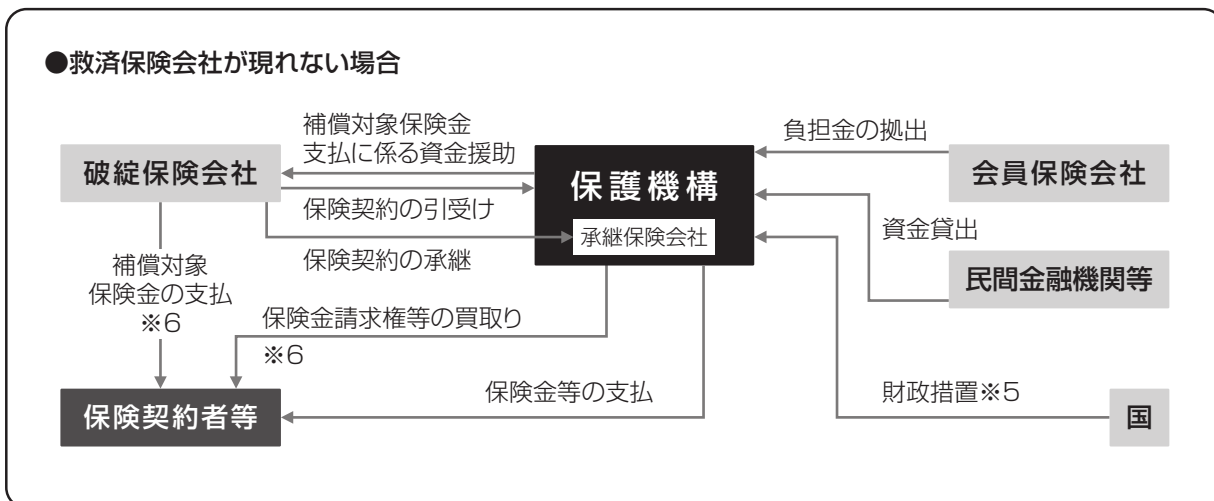 ●救済保険会社が現れない場合
補償対象保険金
支払に係る資金援助
負担金の拠出
破綻保険会社
保護機構
会員保険会社
保険契約の引受け
承継保険会社
資金貸出
保険契約の承継
補償対象
保険金の支払
※6
民間金融機関等
保険金請求権等の買取り
※6
保険金等の支払
財政措置※5
保険契約者等
国